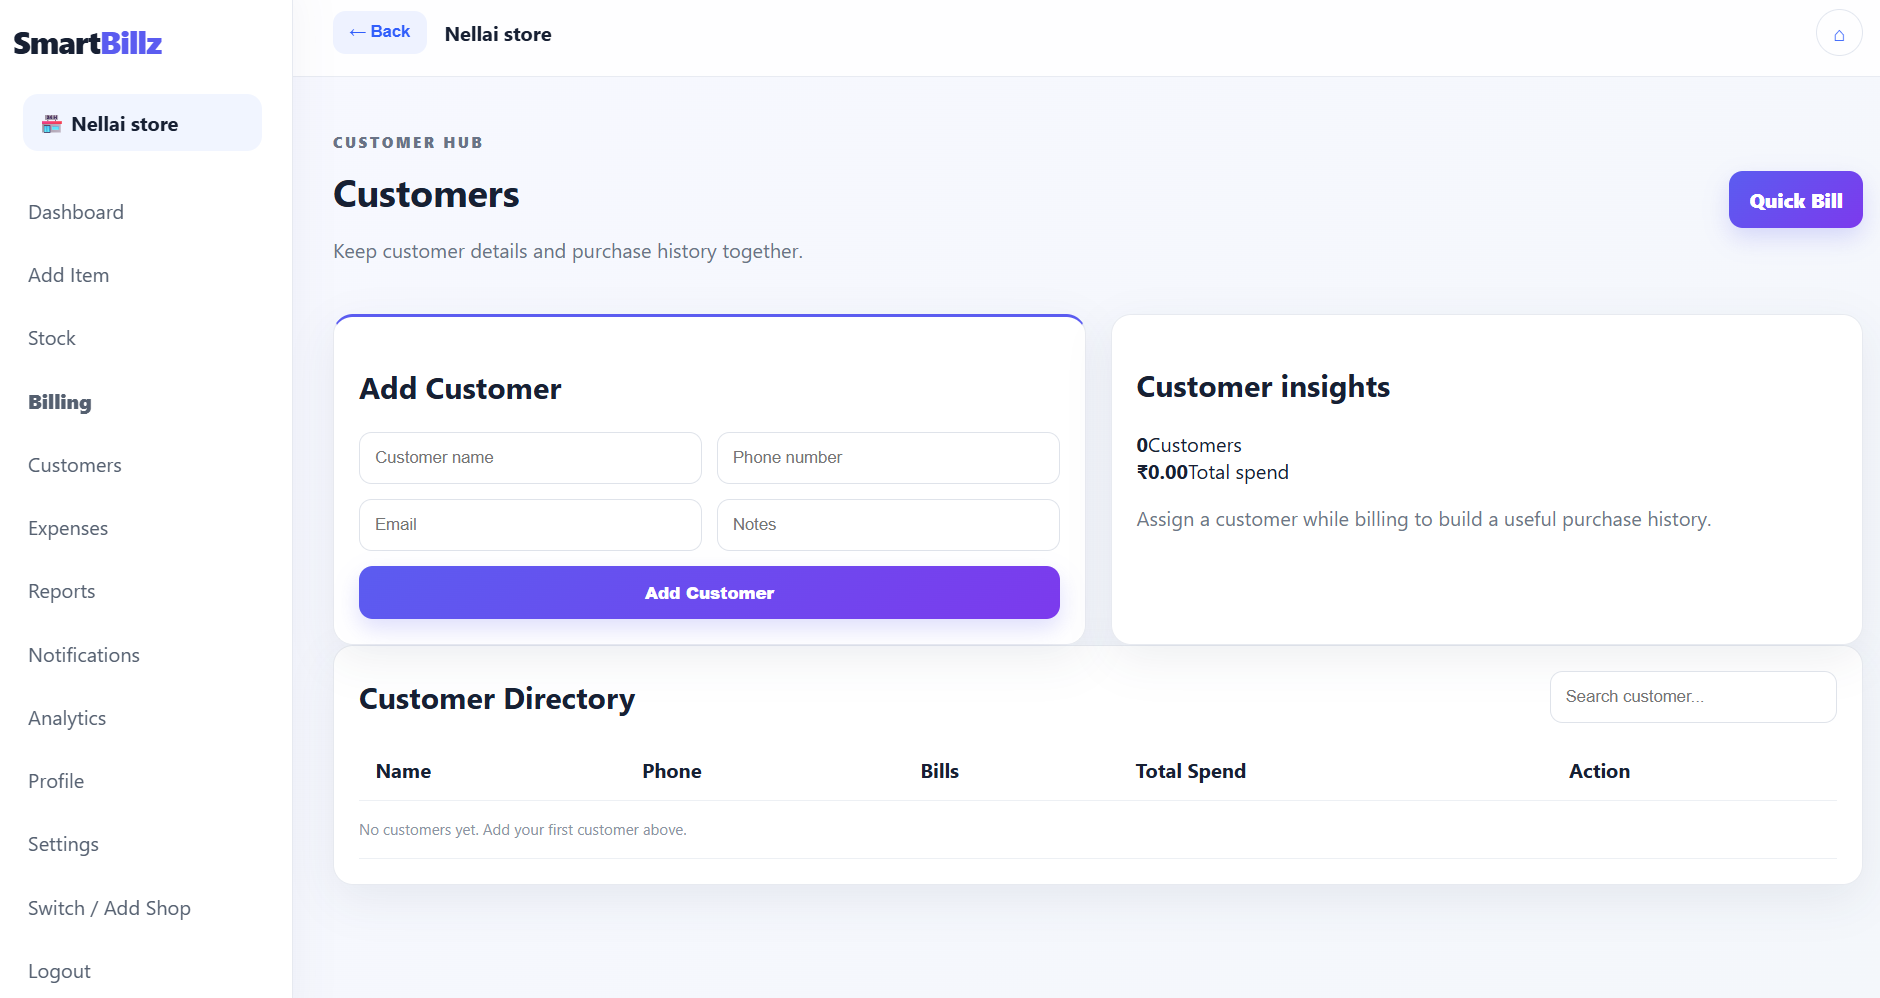 SmartBillz
Nellai store
Dashboard
Add Item
Stock
Billing
Customers
Expenses
Reports
Notifications
Analytics
Profile
Settings
Switch / Add Shop
Logout
← Back
Nellai store
CUSTOMER HUB
Customers
Keep customer details and purchase history together.
Quick Bill
Add Customer
Customer name
Phone number
Email
Notes
Add Customer
Customer insights
0Customers
₹0.00Total spend
Assign a customer while billing to build a useful purchase history.
Customer Directory
Search customer...
Name Phone Bills Total Spend Action
No customers yet. Add your first customer above.